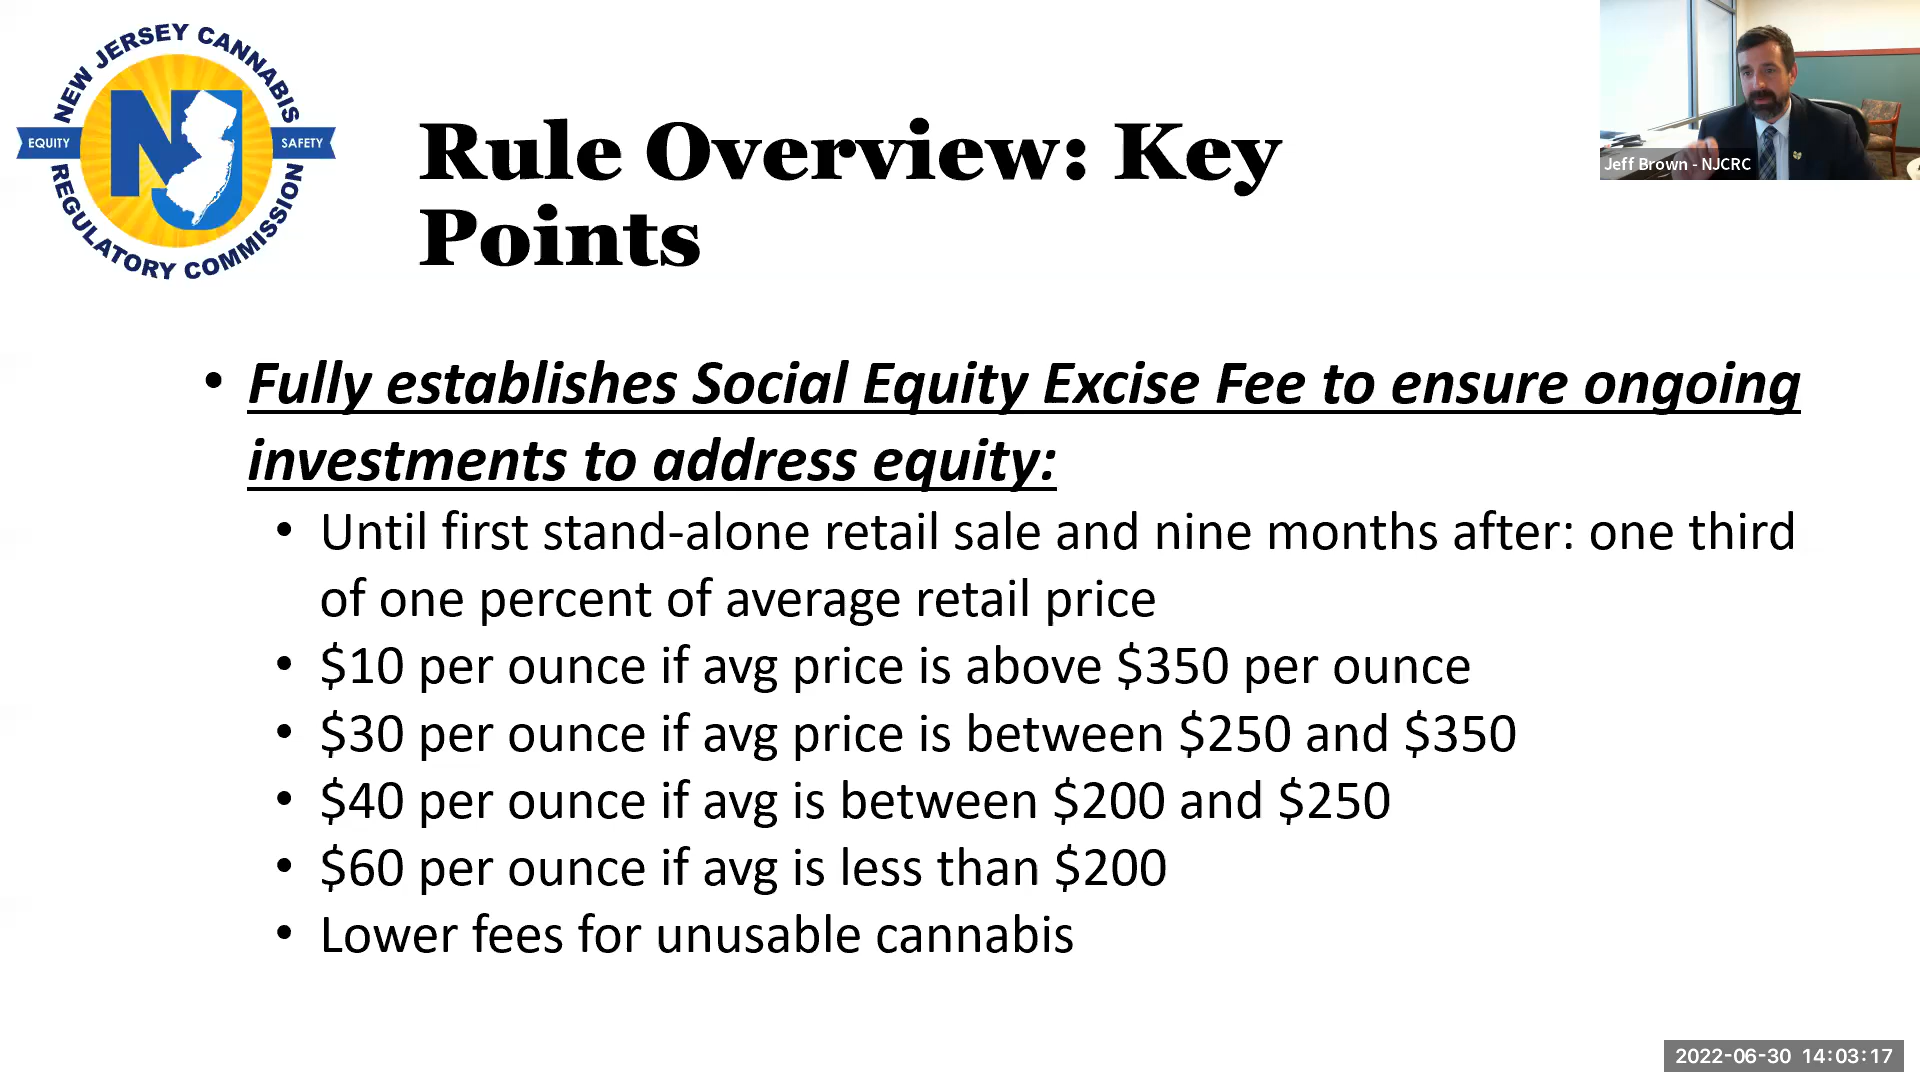 NEW JERSEY CANNABIS
EQUITY
SAFETY
NJ
REGULATORY COMMISSION
Rule Overview: Key
Points
Jeff Brown - NJCRC
• Fully establishes Social Equity Excise Fee to ensure ongoing
investments to address equity:
• Until first stand-alone retail sale and nine months after: one third
of one percent of average retail price
• $10 per ounce if avg price is above $350 per ounce
• $30 per ounce if avg price is between $250 and $350
• $40 per ounce if avg is between $200 and $250
• $60 per ounce if avg is less than $200
• Lower fees for unusable cannabis
2022-06-30 14:03:17